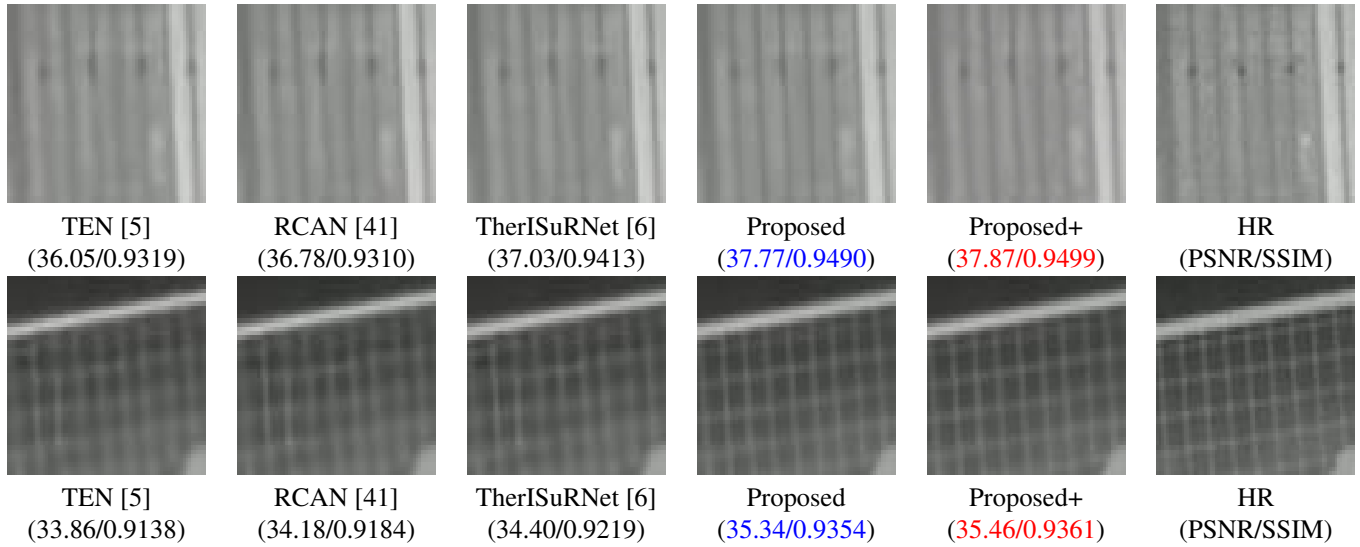 TEN [5] RCAN [41] TherISuRNet [6] Proposed Proposed+ HR
(36.05/0.9319) (36.78/0.9310) (37.03/0.9413) (37.77/0.9490) (37.87/0.9499) (PSNR/SSIM)
TEN [5] RCAN [41] TherISuRNet [6] Proposed Proposed+ HR
(33.86/0.9138) (34.18/0.9184) (34.40/0.9219) (35.34/0.9354) (35.46/0.9361) (PSNR/SSIM)